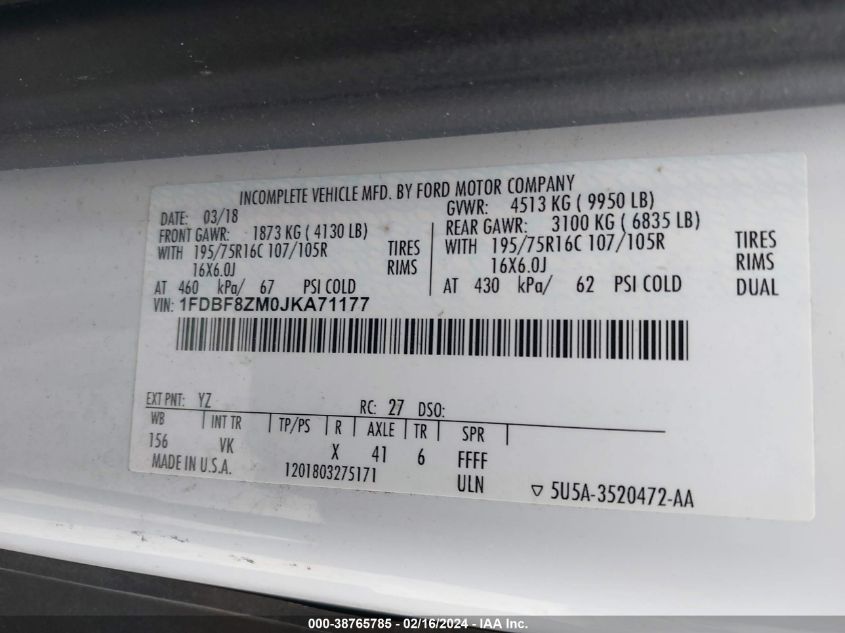 INCOMPLETE VEHICLE MFD. BY FORD MOTOR COMPANY
DATE: 03/18 GVWR: 4513 KG ( 9950 LB)
FRONT GAWR: 1873 KG ( 4130 LB) REAR GAWR: 3100 KG ( 6835 LB)
WITH 195/75R16C 107/105R TIRES WITH 195/75R16C 107/105R TIRES
16X6.0J RIMS 16X6.0J RIMS
AT 460 kPa/ 67 PSI COLD AT 430 kPa/ 62 PSI COLD DUAL
VIN: 1FDBF8ZM0JKA71177
EXT PNT: YZ RC: 27 DSO:
WB INT TR TP/PS R AXLE TR SPR
156 VK X 41 6 FFFF
MADE IN U.S.A. 1201803275171 ULN ▽ 5U5A-3520472-AA
000-38765785 - 02/16/2024 - IAA Inc.